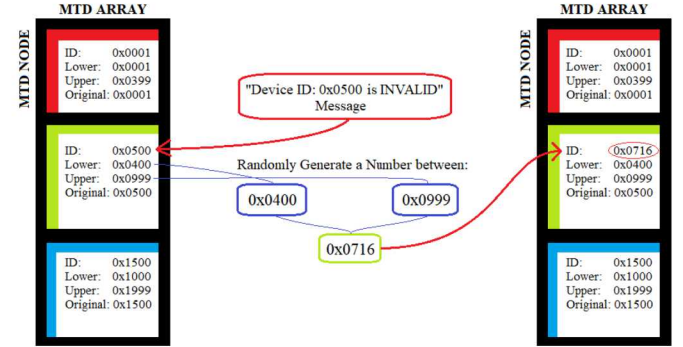 MTD ARRAY
MTD NODE
ID: 0x0001
Lower: 0x0001
Upper: 0x0399
Original: 0x0001
ID: 0x0500
Lower: 0x0400
Upper: 0x0999
Original: 0x0500
ID: 0x1500
Lower: 0x1000
Upper: 0x1999
Original: 0x1500
"Device ID: 0x0500 is INVALID"
Message
Randomly Generate a Number between:
0x0400
0x0999
0x0716
MTD ARRAY
MTD NODE
ID: 0x0001
Lower: 0x0001
Upper: 0x0399
Original: 0x0001
ID: 0x0716
Lower: 0x0400
Upper: 0x0999
Original: 0x0500
ID: 0x1500
Lower: 0x1000
Upper: 0x1999
Original: 0x1500